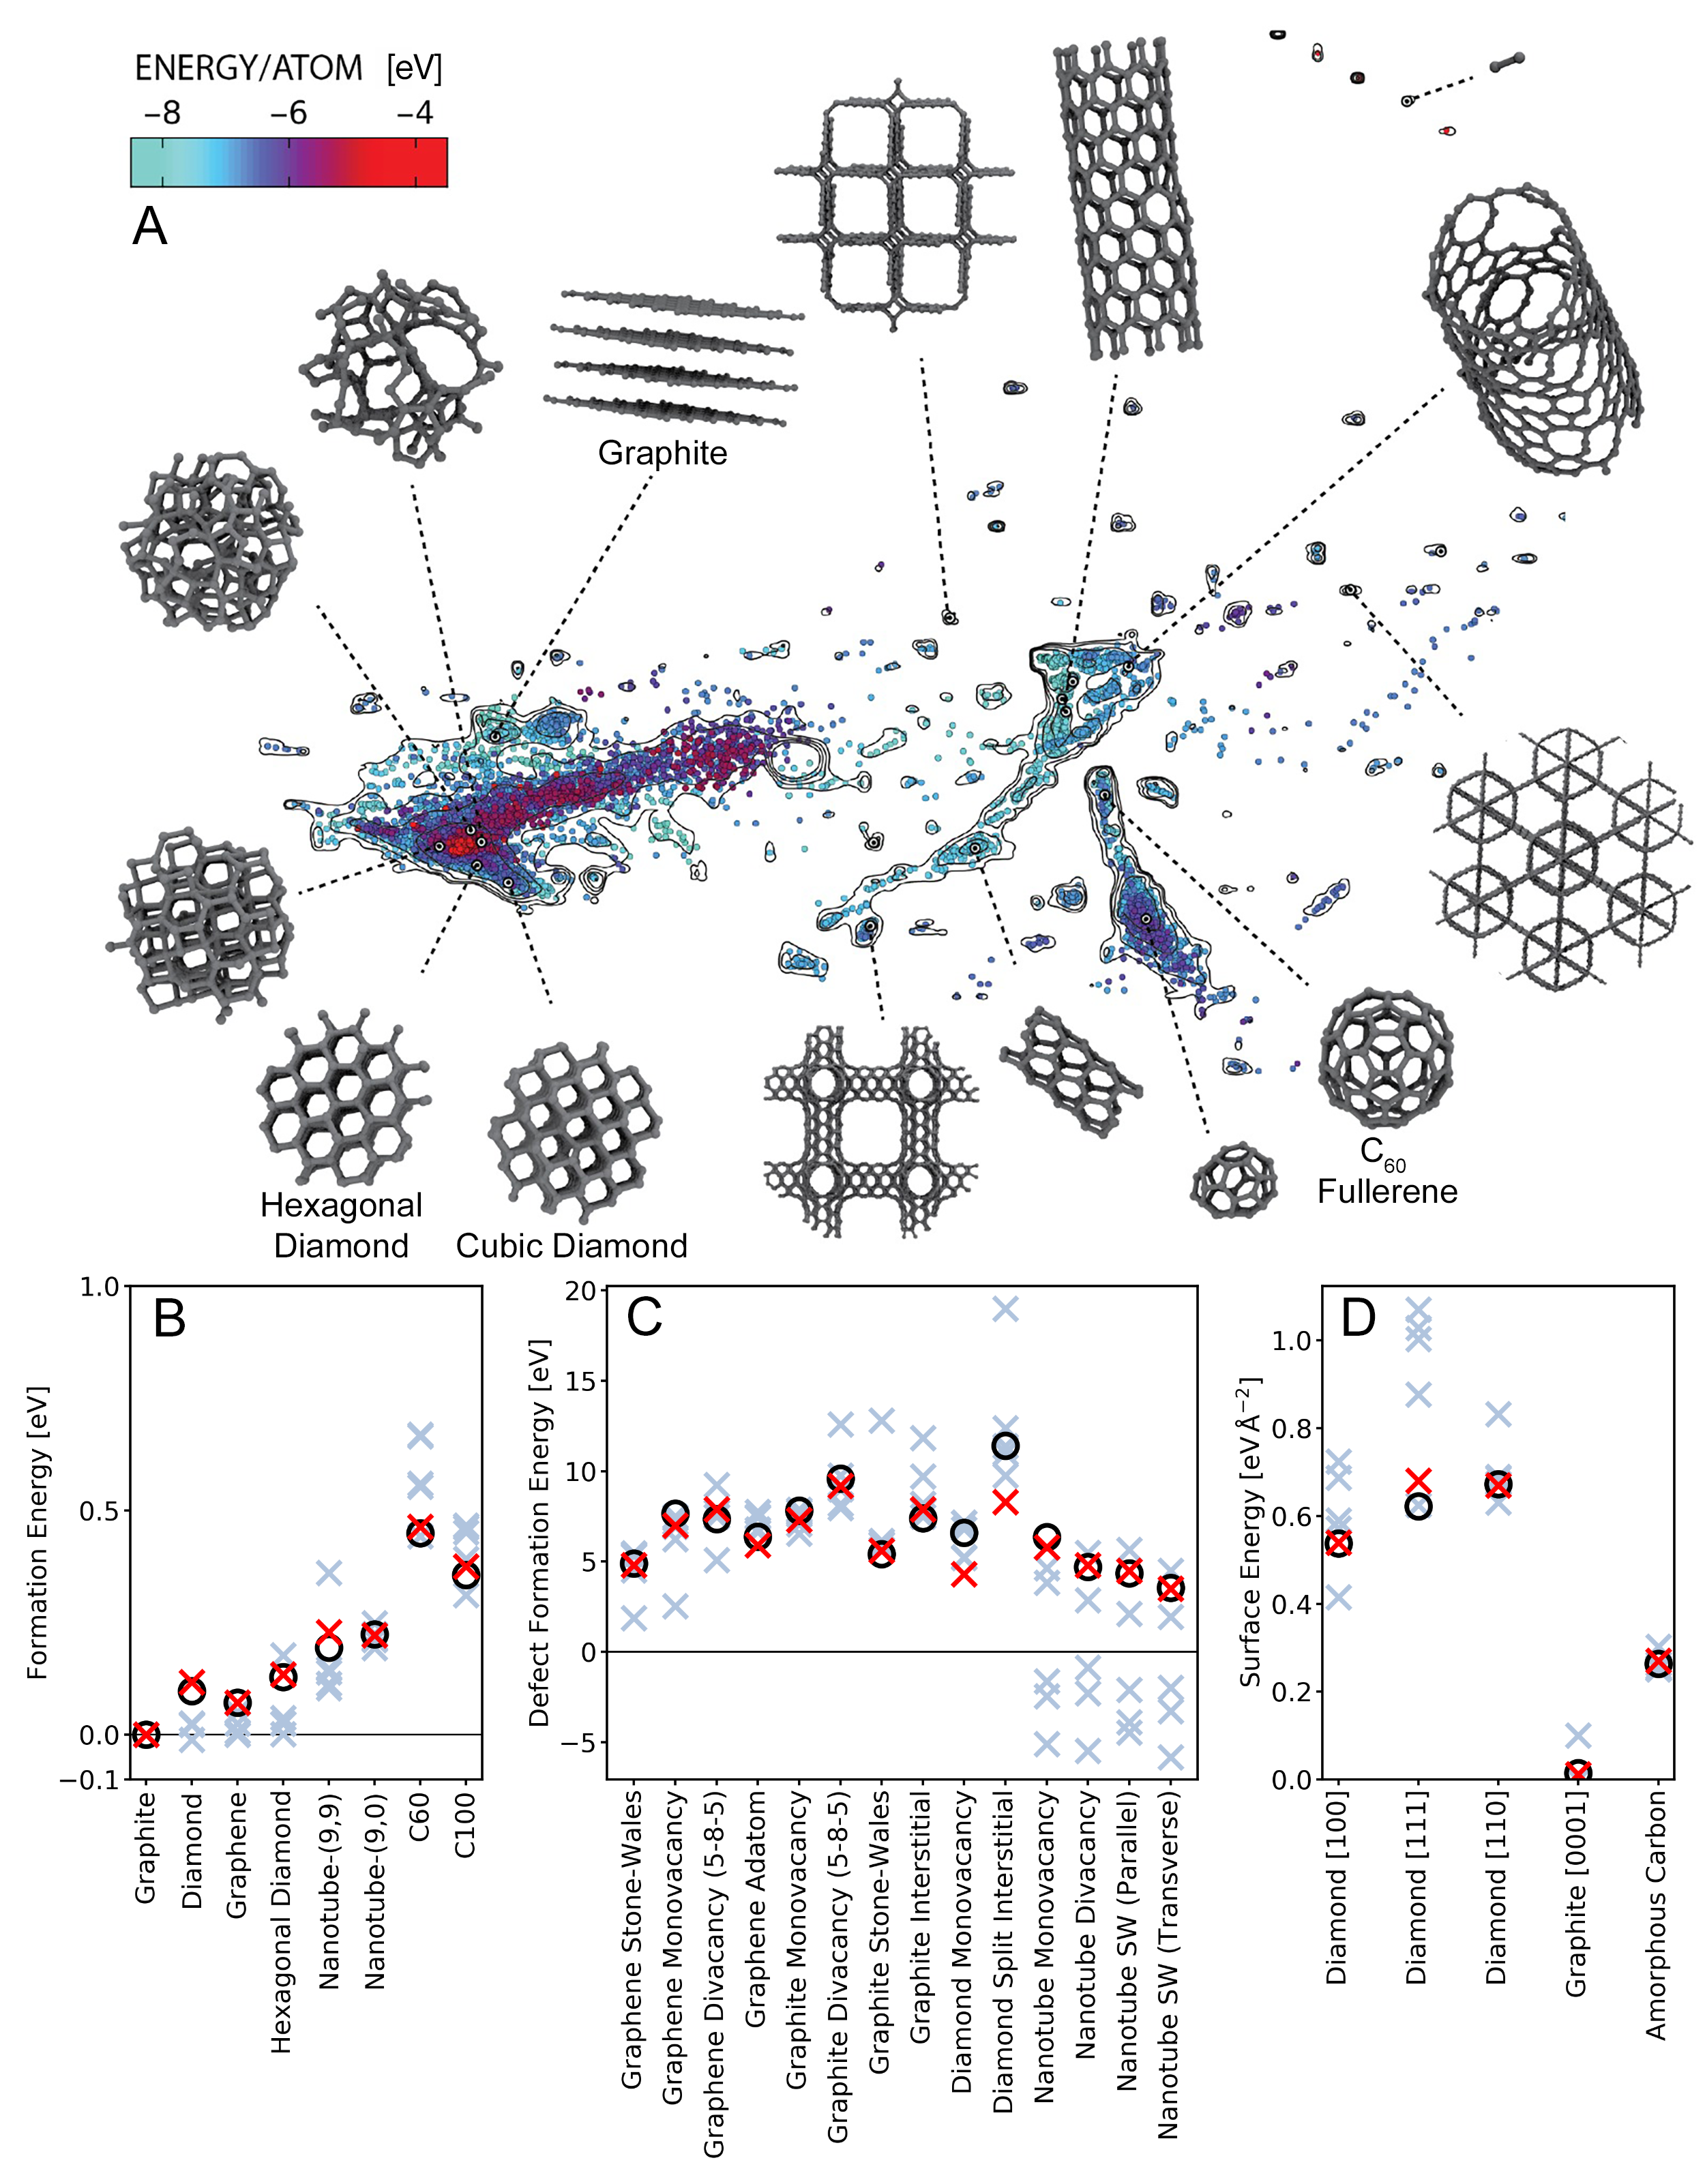 ENERGY/ATOM [eV]
−8 −6 −4
A
Graphite
C60
Fullerene
Hexagonal
Diamond
Cubic Diamond
B
Formation Energy [eV]
1.0
0.5
0.0
−0.1
Graphite
Diamond
Graphene
Hexagonal Diamond
Nanotube-(9,9)
Nanotube-(9,0)
C60
C100
C
Defect Formation Energy [eV]
20
15
10
5
0
−5
Graphene Stone-Wales
Graphene Monovacancy
Graphene Divacancy (5-8-5)
Graphene Adatom
Graphite Monovacancy
Graphite Divacancy (5-8-5)
Graphite Stone-Wales
Graphite Interstitial
Diamond Monovacancy
Diamond Split Interstitial
Nanotube Monovacancy
Nanotube Divacancy
Nanotube SW (Parallel)
Nanotube SW (Transverse)
D
Surface Energy [eV Å−2]
1.0
0.8
0.6
0.4
0.2
0.0
Diamond [100]
Diamond [111]
Diamond [110]
Graphite [0001]
Amorphous Carbon